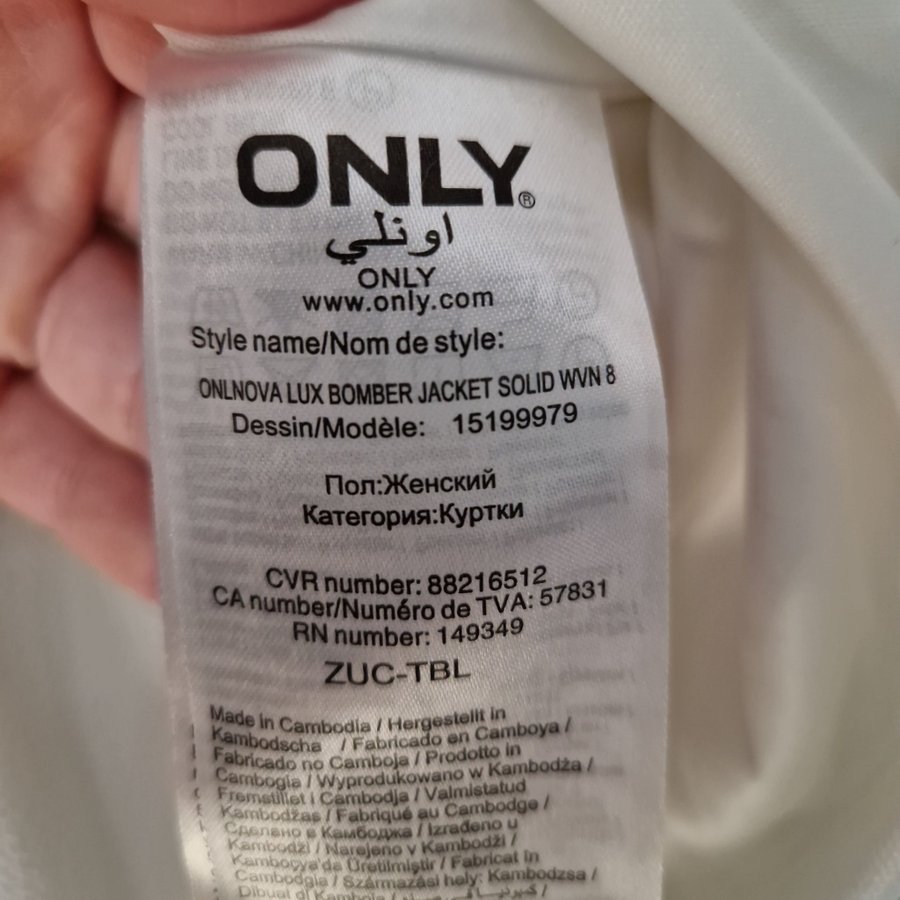 ONLY®
اونلي
ONLY
www.only.com
Style name/Nom de style:
ONLNOVA LUX BOMBER JACKET SOLID WVN 8
Dessin/Modèle: 15199979
Пол:Женский
Категория:Куртки
CVR number: 88216512
CA number/Numéro de TVA: 57831
RN number: 149349
ZUC-TBL
Made in Cambodia / Hergestellt in
Kambodscha / Fabricado en Camboya /
Fabricado no Camboja / Prodotto in
Cambogia / Wyprodukowano w Kambodża /
Fremstillet i Cambodja / Valmistatud
Kambodžas / Fabriqué au Cambodge /
Сделано в Камбоджа / Izrađeno u
Kambodži / Narejeno v Kambodži /
Kamboçya'da Üretilmiştir / Fabricat în
Cambodgia / Származási hely: Kambodzsa /